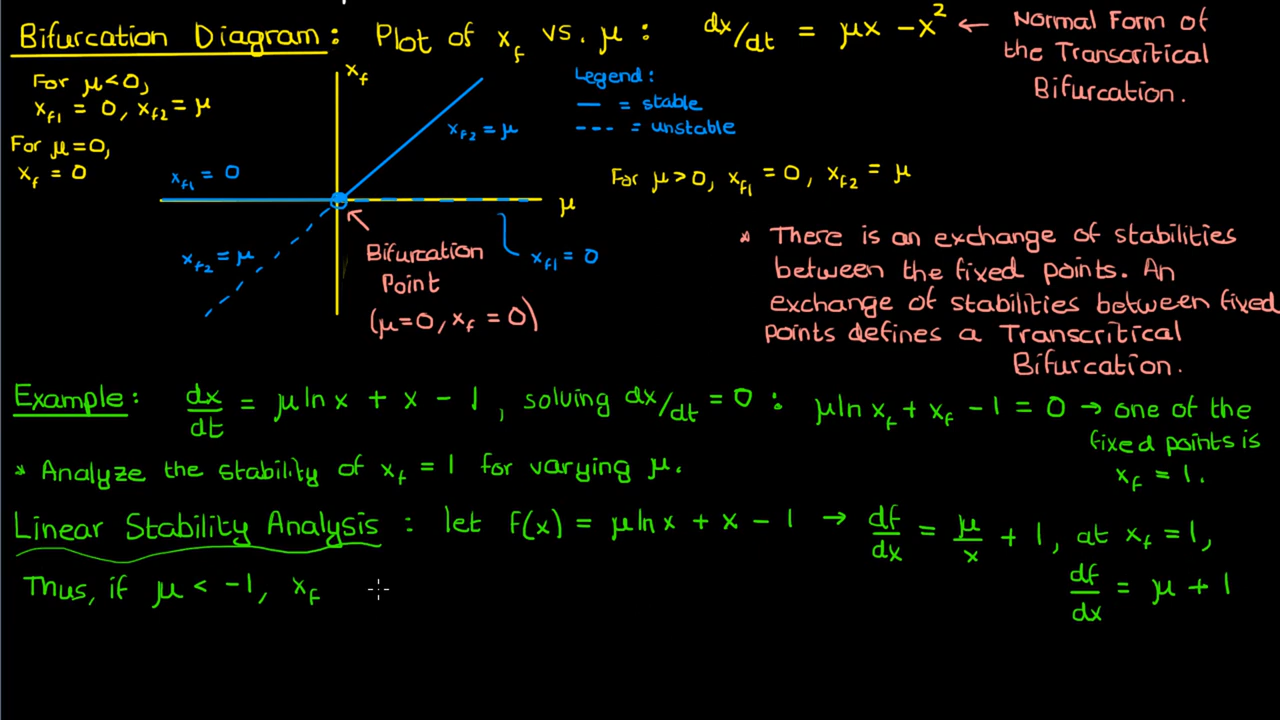 Bifurcation Diagram: Plot of x_f vs. μ: dx/dt = μx - x² ← Normal Form of
the Transcritical
Bifurcation.
For μ<0,
x_f1 = 0, x_f2 = μ
For μ=0,
x_f = 0
x_f
x_f2 = μ
Legend:
— = stable
--- = unstable
x_f1 = 0
μ
For μ>0, x_f1 = 0, x_f2 = μ
x_f2 = μ
x_f1 = 0
Bifurcation
Point
(μ=0, x_f = 0)
* There is an exchange of stabilities
between the fixed points. An
exchange of stabilities between fixed
points defines a Transcritical
Bifurcation.
Example: dx/dt = μ ln x + x - 1, solving dx/dt = 0: μ ln x_f + x_f - 1 = 0 → one of the
fixed points is
x_f = 1.
* Analyze the stability of x_f = 1 for varying μ.
Linear Stability Analysis: let f(x) = μ ln x + x - 1 → df/dx = μ/x + 1, at x_f = 1,
df/dx = μ + 1
Thus, if μ < -1, x_f